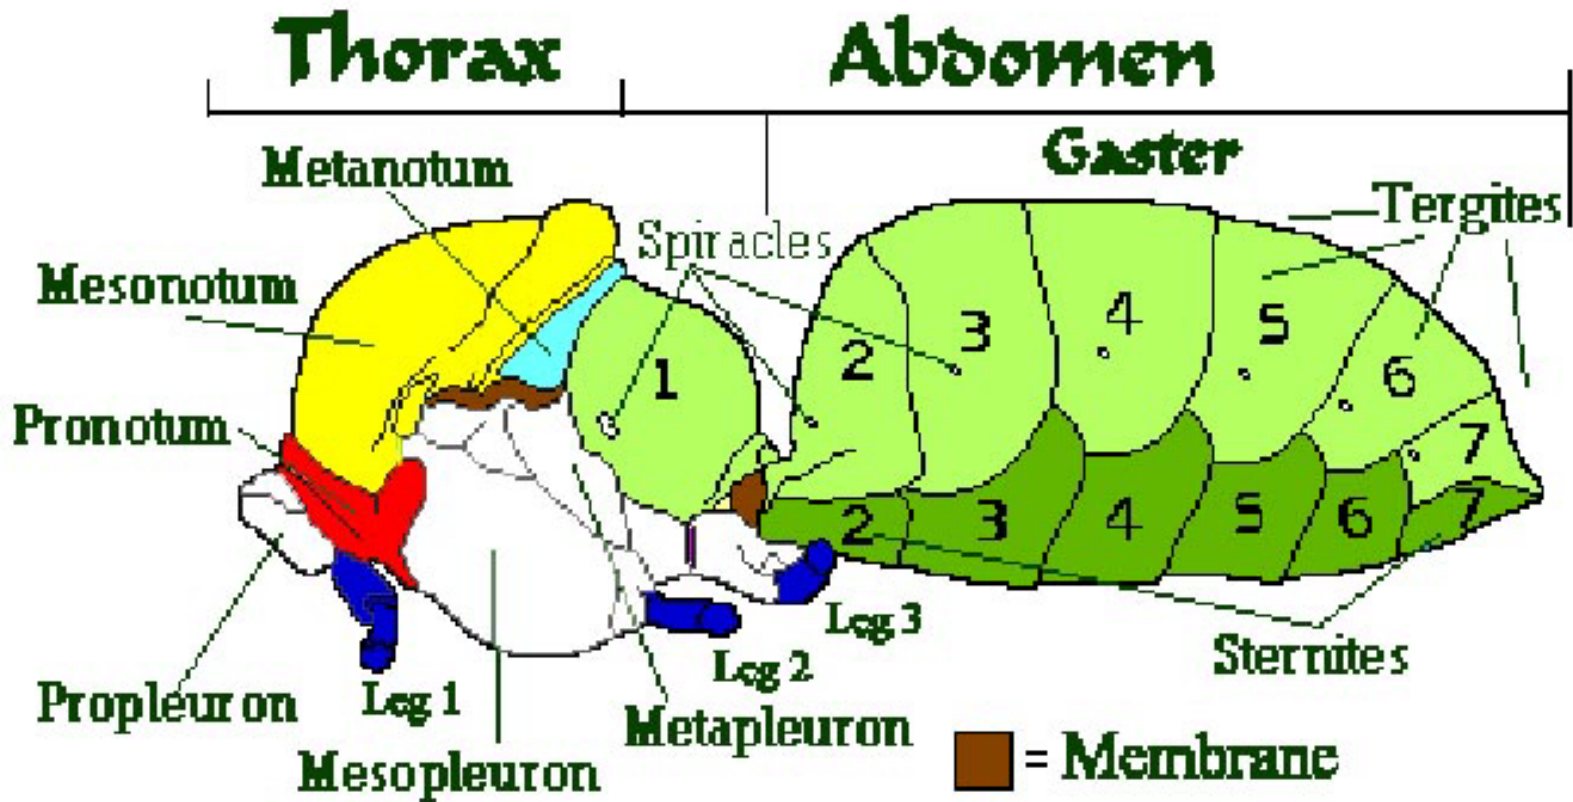 Thorax Abdomen
Gaster
Metanotum
Tergites
Spiracles
Mesonotum
Pronotum
1 2 3 4 5 6 7
2 3 4 5 6 7
Leg 3
Sternites
Leg 2
Propleuron Leg 1
Metapleuron
Mesopleuron
= Membrane